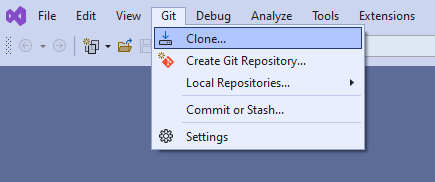 File Edit View Git Debug Analyze Tools Extensions
Clone...
Create Git Repository...
Local Repositories...
Commit or Stash...
Settings